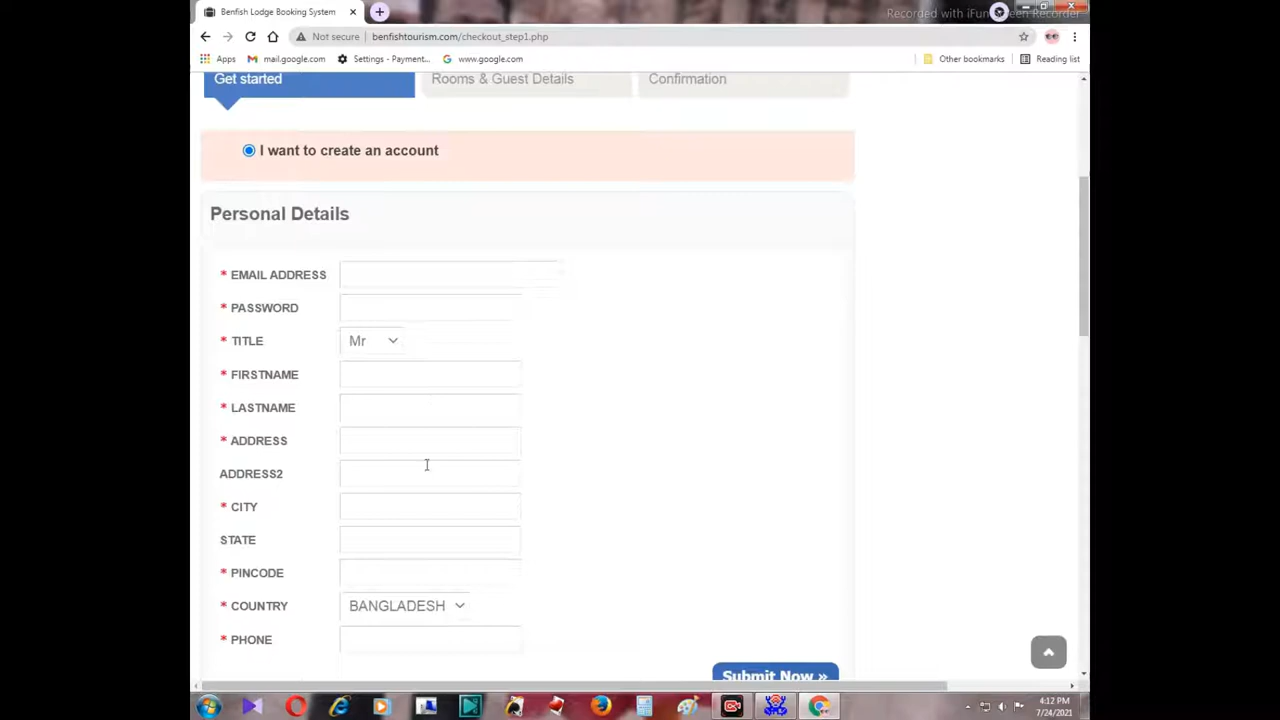 Benfish Lodge Booking System
Recorded with iFun Screen Recorder
Not secure
benfishtourism.com/checkout_step1.php
Apps
mail.google.com
Settings - Payment...
www.google.com
Other bookmarks
Reading list
Get started
Rooms & Guest Details
Confirmation
I want to create an account
Personal Details
* EMAIL ADDRESS
* PASSWORD
* TITLE Mr
* FIRSTNAME
* LASTNAME
* ADDRESS
ADDRESS2
* CITY
STATE
* PINCODE
* COUNTRY BANGLADESH
* PHONE
Submit Now »
4:12 PM
7/24/2021